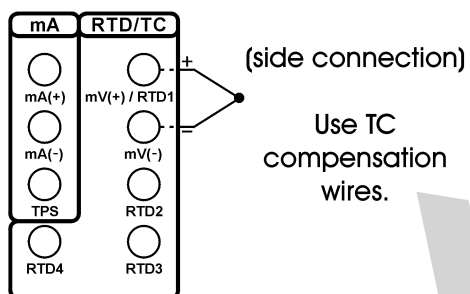 mA RTD/TC
mA(+) mV(+) / RTD1
+
(side connection)
mA(-) mV(-)
=
Use TC
compensation
wires.
TPS RTD2
RTD4 RTD3